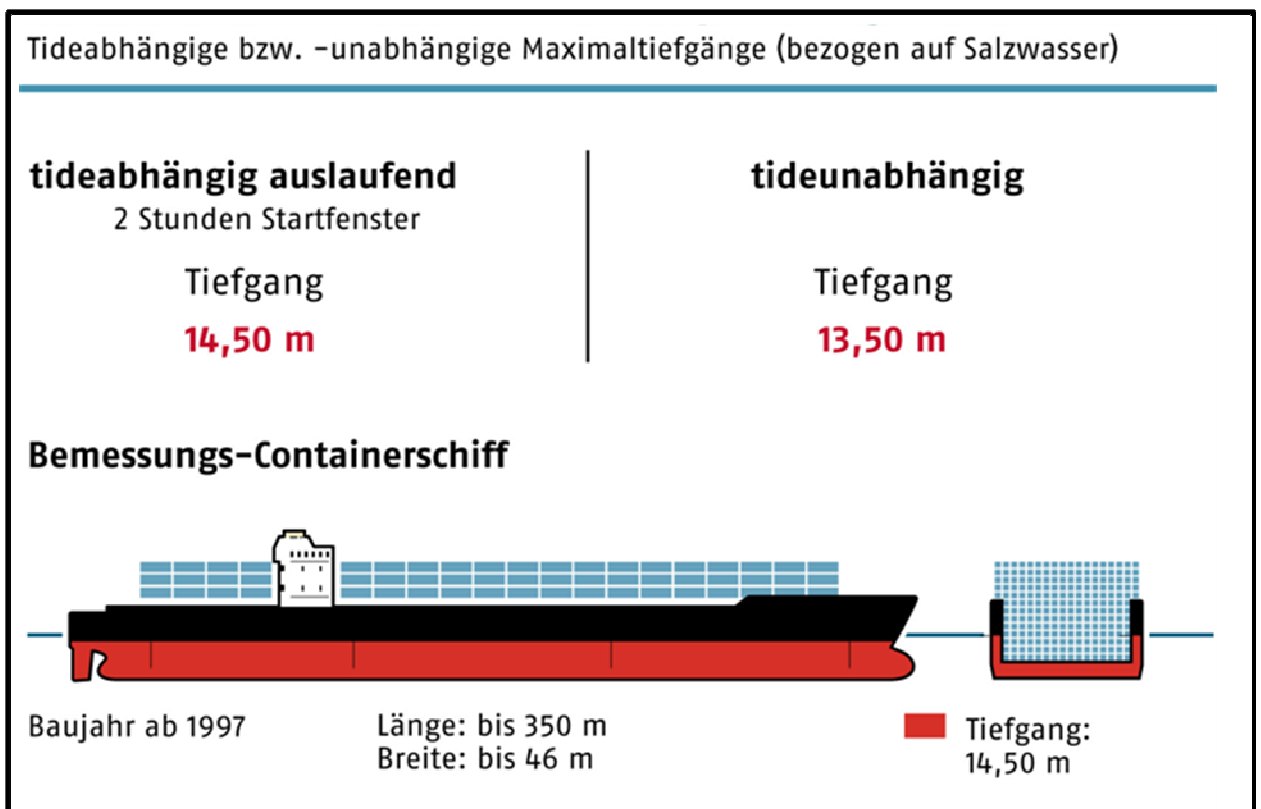 Tideabhängige bzw. -unabhängige Maximaltiefgänge (bezogen auf Salzwasser)
tideabhängig auslaufend
2 Stunden Startfenster
Tiefgang
14,50 m
tideunabhängig
Tiefgang
13,50 m
Bemessungs-Containerschiff
Baujahr ab 1997
Länge: bis 350 m
Breite: bis 46 m
Tiefgang:
14,50 m